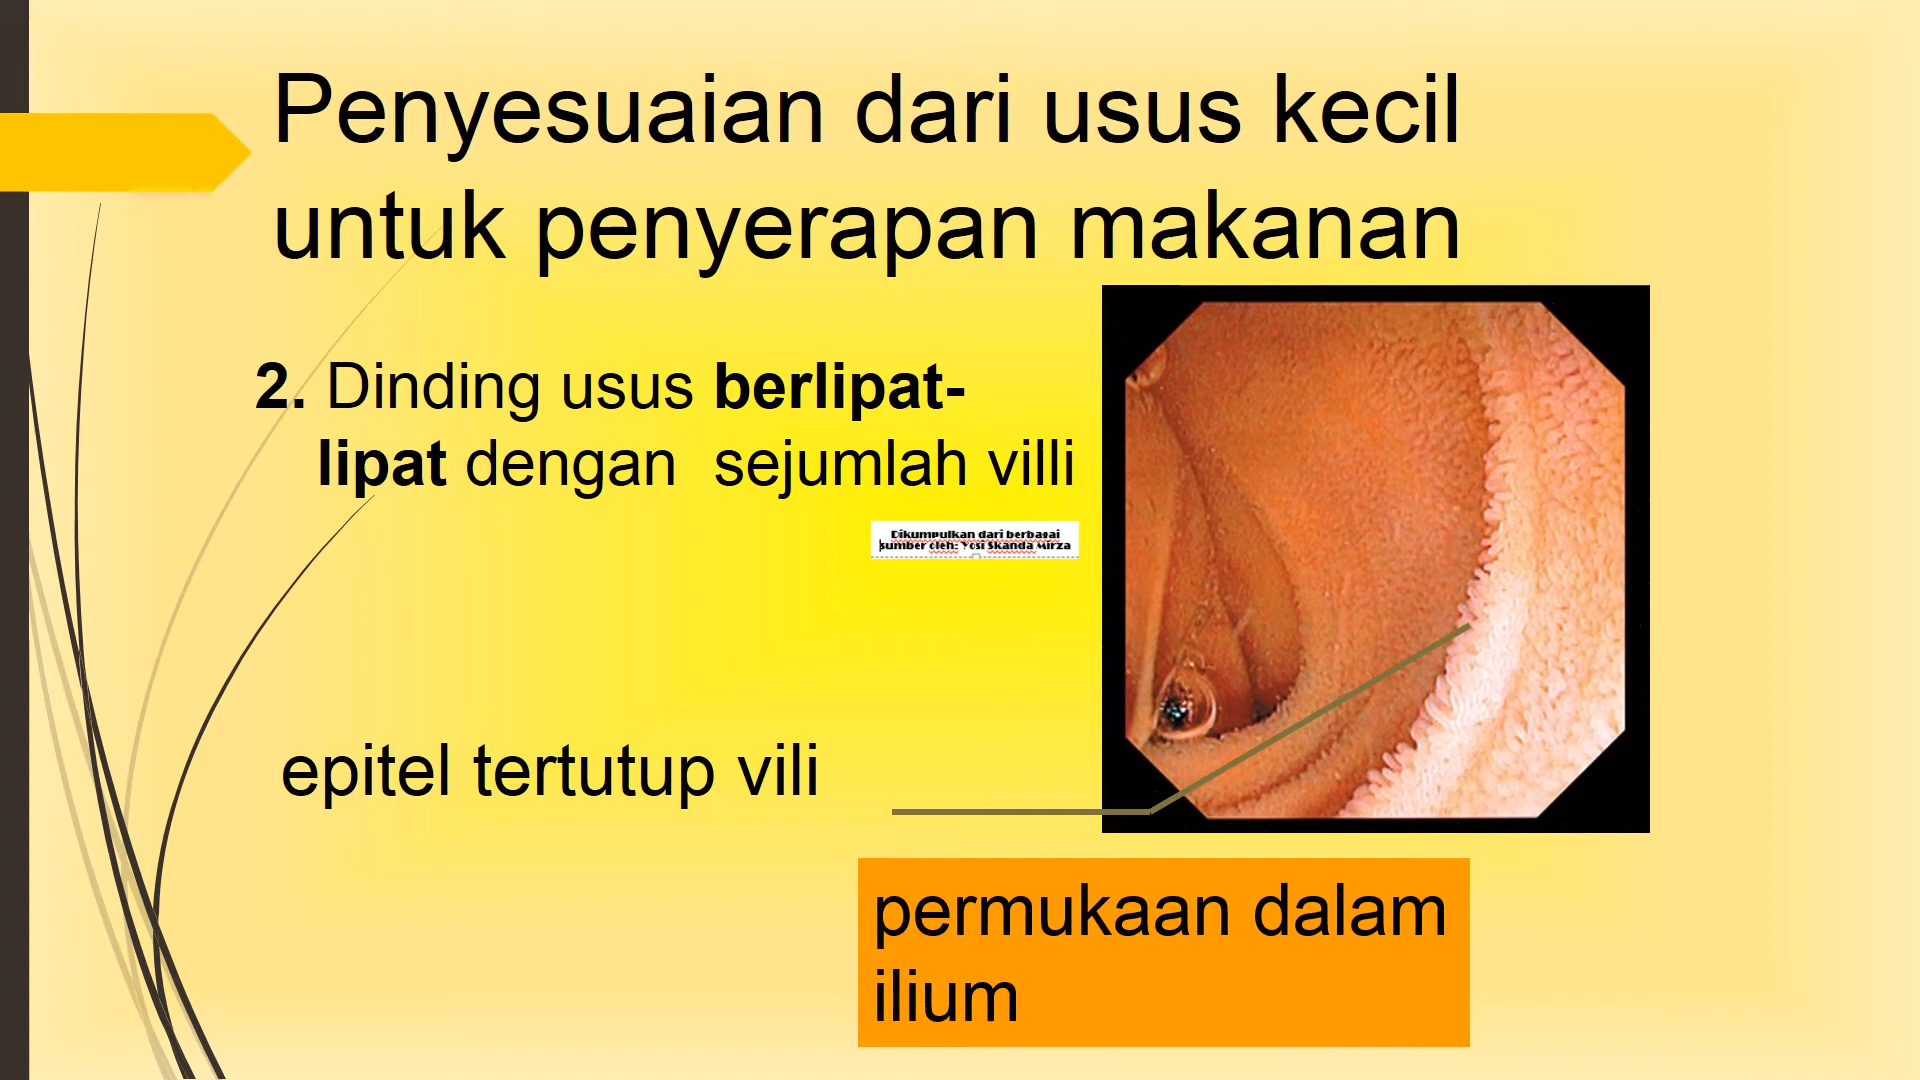 Penyesuaian dari usus kecil
untuk penyerapan makanan
2. Dinding usus berlipat-
lipat dengan sejumlah villi
Dikumpulkan dari berbagai
sumber oleh: Yosi Skanda Mirza
epitel tertutup vili
permukaan dalam
ilium